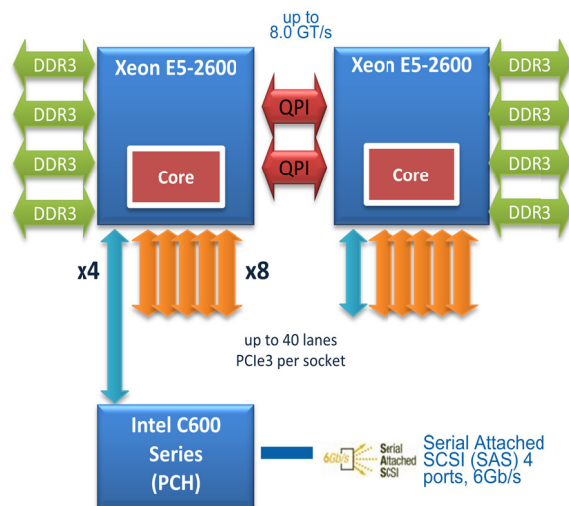 up to
8.0 GT/s
Xeon E5-2600
Xeon E5-2600
DDR3
DDR3
DDR3
DDR3
QPI
QPI
DDR3
DDR3
DDR3
DDR3
Core
Core
x4
x8
up to 40 lanes
PCIe3 per socket
Intel C600
Series
(PCH)
6Gb/s
Serial
Attached
SCSI
Serial Attached
SCSI (SAS) 4
ports, 6Gb/s